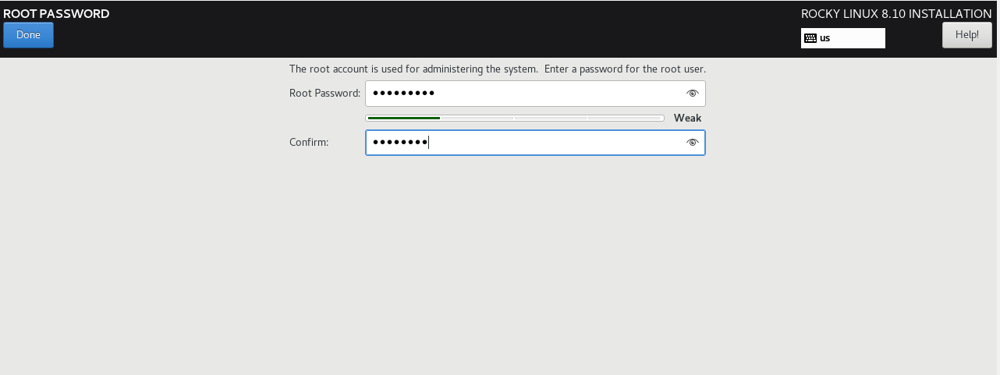 ROOT PASSWORD
ROCKY LINUX 8.10 INSTALLATION
Done
us
Help!
The root account is used for administering the system.  Enter a password for the root user.
Root Password: •••••••••
Weak
Confirm: ••••••••